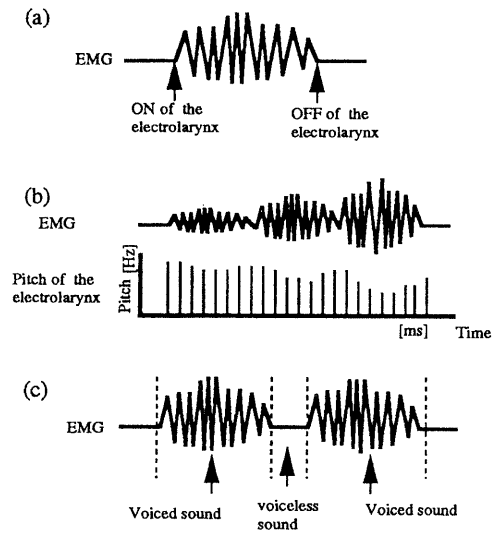 (a)
EMG
ON of the
electrolarynx
OFF of the
electrolarynx
(b)
EMG
Pitch of the
electrolarynx
Pitch [Hz]
[ms] Time
(c)
EMG
Voiced sound
voiceless
sound
Voiced sound